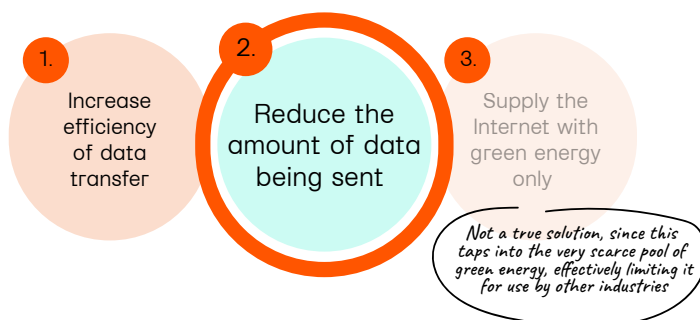 1.
Increase
efficiency
of data
transfer
2.
Reduce the
amount of data
being sent
3.
Supply the
Internet with
green energy
only
Not a true solution, since this
taps into the very scarce pool of
green energy, effectively limiting it
for use by other industries